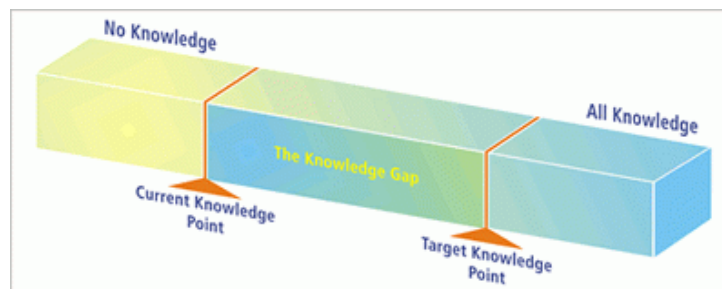 No Knowledge
All Knowledge
The Knowledge Gap
Current Knowledge
Point
Target Knowledge
Point